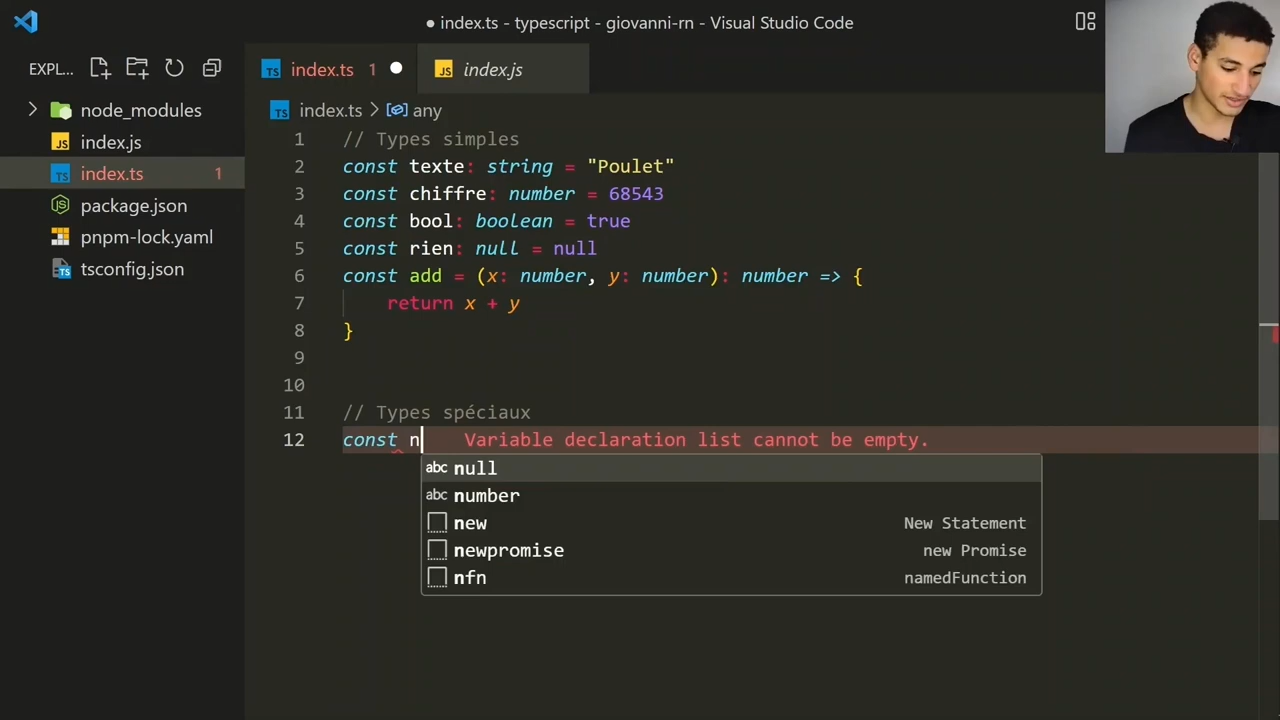 ● index.ts - typescript - giovanni-rn - Visual Studio Code
EXPL...
index.ts 1 ●
index.js
node_modules
index.js
index.ts 1
package.json
pnpm-lock.yaml
tsconfig.json
index.ts > any
1 // Types simples
2 const texte: string = "Poulet"
3 const chiffre: number = 68543
4 const bool: boolean = true
5 const rien: null = null
6 const add = (x: number, y: number): number => {
7 return x + y
8 }
9
10
11 // Types spéciaux
12 const n Variable declaration list cannot be empty.
abc null
abc number
new New Statement
newpromise new Promise
nfn namedFunction